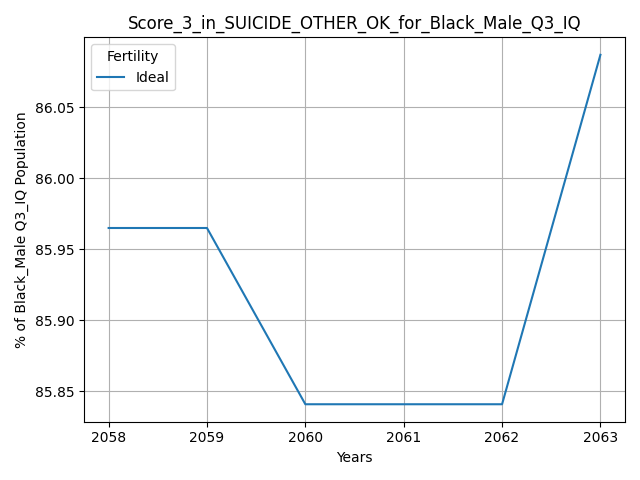 Score_3_in_SUICIDE_OTHER_OK_for_Black_Male_Q3_IQ
Fertility
Ideal
% of Black_Male Q3_IQ Population
86.05
86.00
85.95
85.90
85.85
2058 2059 2060 2061 2062 2063
Years